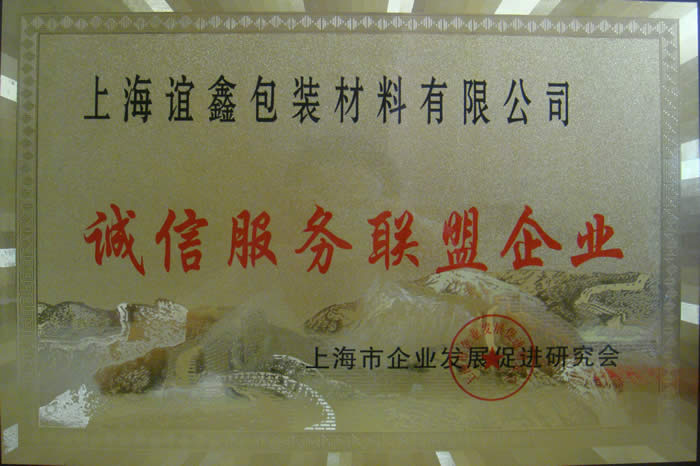 上海谊鑫包装材料有限公司
诚信服务联盟企业
上海市企业发展促进研究会